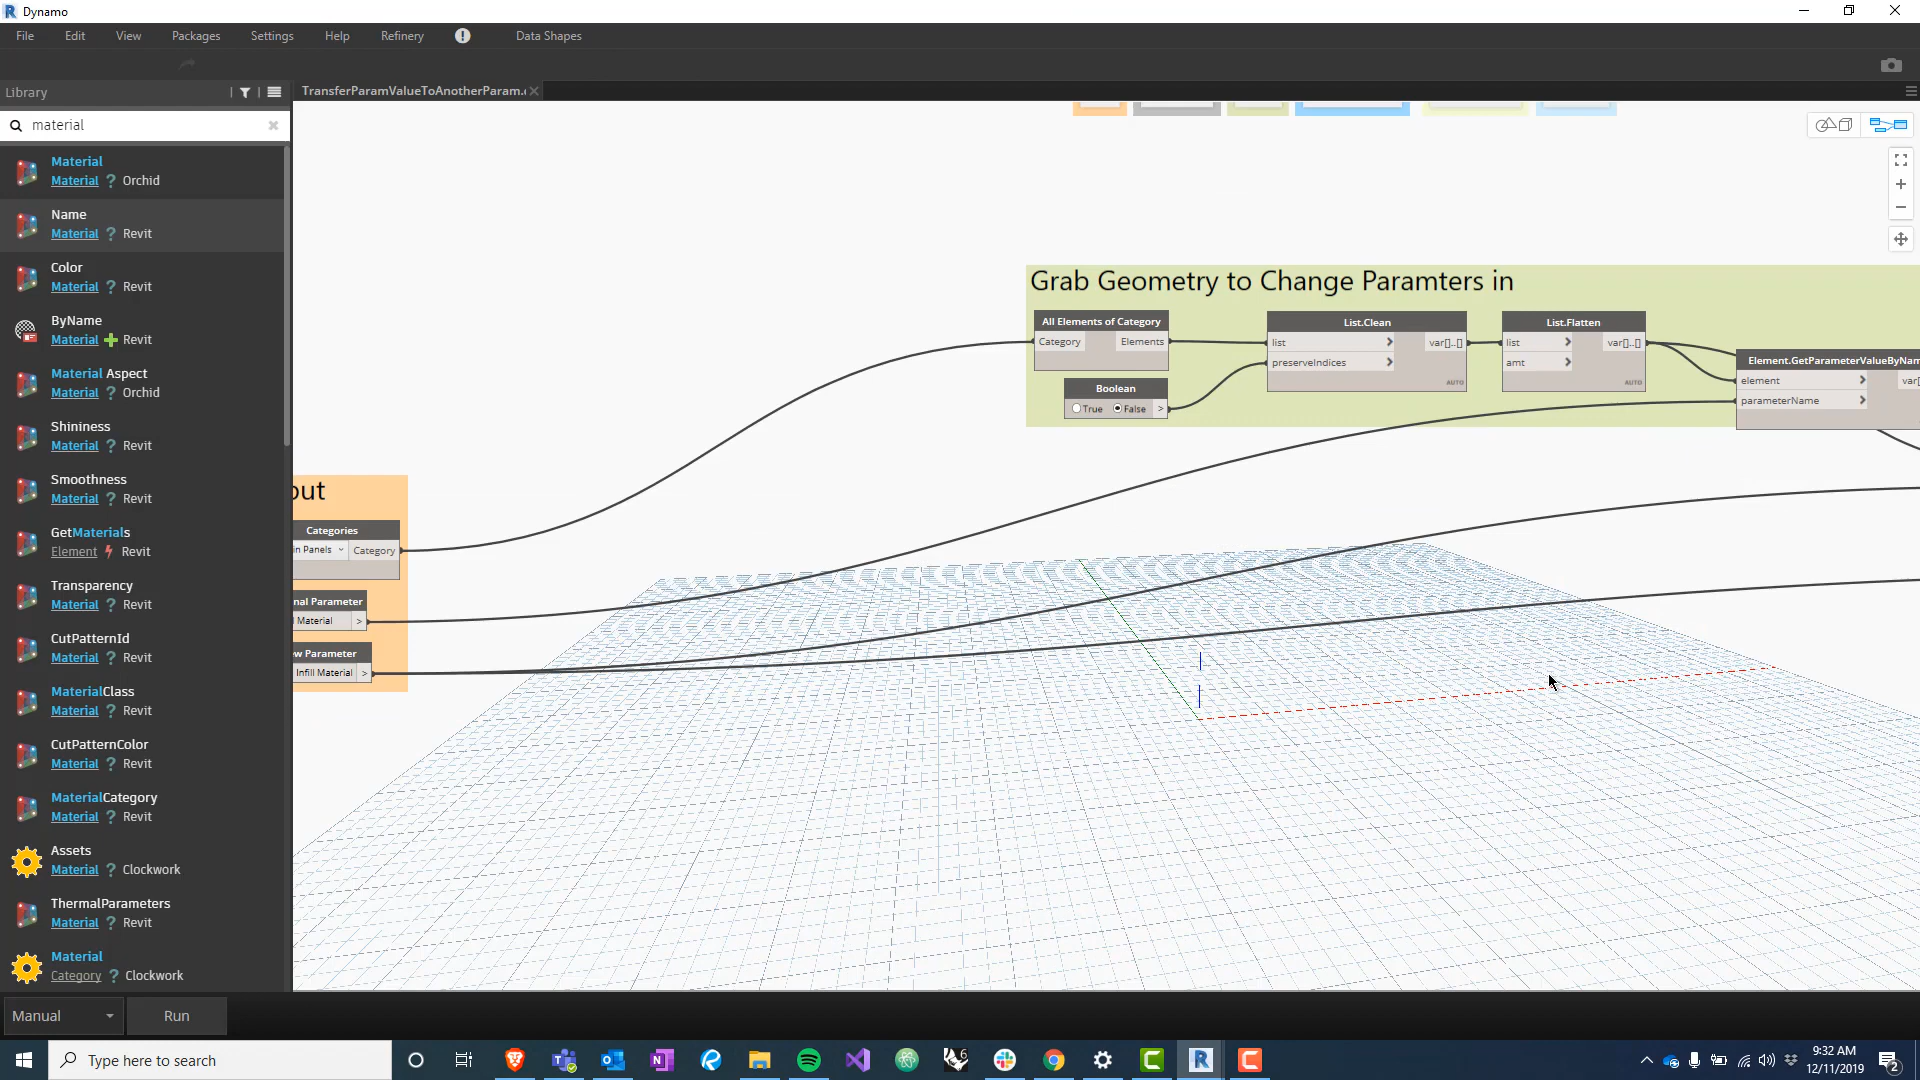 Dynamo
File Edit View Packages Settings Help Refinery Data Shapes
Library
TransferParamValueToAnotherParam.
material
Material
Material ? Orchid
Name
Material ? Revit
Color
Material ? Revit
ByName
Material Revit
Material Aspect
Material ? Orchid
Shininess
Material ? Revit
Smoothness
Material ? Revit
GetMaterials
Element Revit
Transparency
Material ? Revit
CutPatternId
Material ? Revit
MaterialClass
Material ? Revit
CutPatternColor
Material ? Revit
MaterialCategory
Material ? Revit
Assets
Material ? Clockwork
ThermalParameters
Material ? Revit
Material
Category ? Clockwork
Grab Geometry to Change Paramters in
All Elements of Category
Category Elements
Boolean
True False >
List.Clean
list > var[]..[]
preserveIndices >
AUTO
List.Flatten
list > var[]..[]
amt >
AUTO
Element.GetParameterValueByNam
element > var[
parameterName >
out
Categories
in Panels Category
nal Parameter
l Material >
ew Parameter
Infill Material >
Manual Run
Type here to search
6
9:32 AM
12/11/2019
2